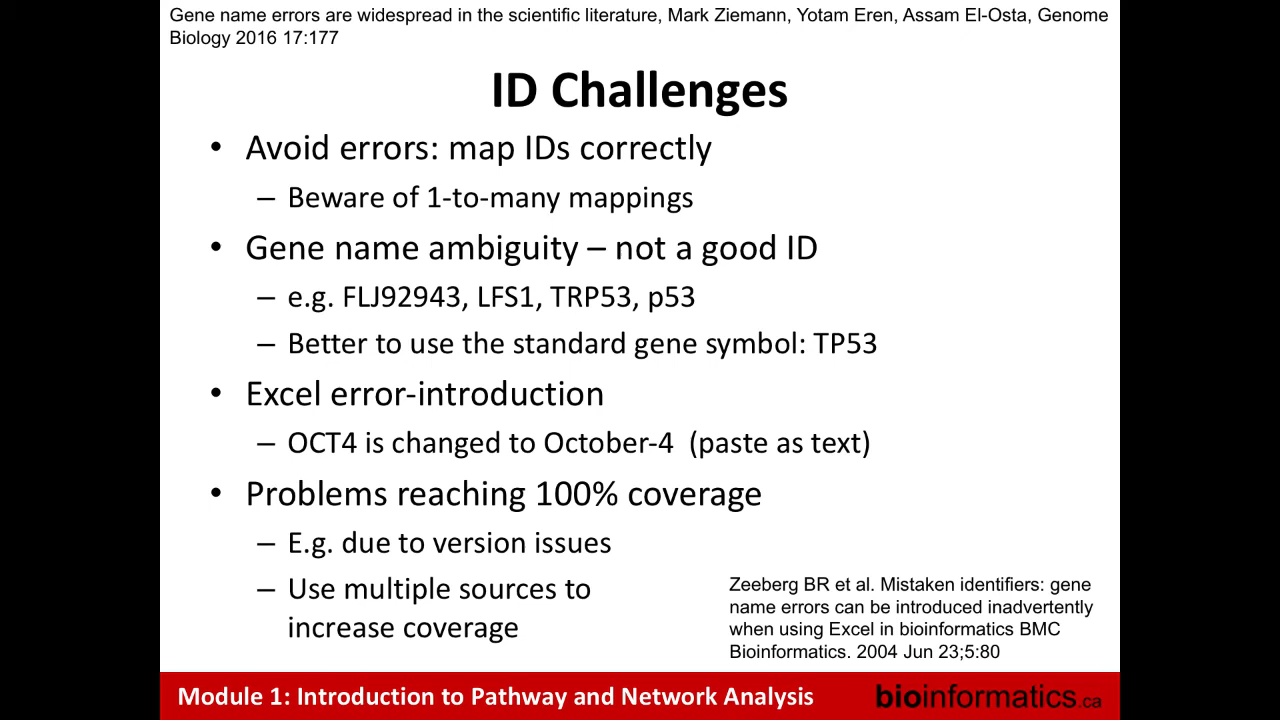 Gene name errors are widespread in the scientific literature, Mark Ziemann, Yotam Eren, Assam El-Osta, Genome
Biology 2016 17:177
ID Challenges
• Avoid errors: map IDs correctly
– Beware of 1-to-many mappings
• Gene name ambiguity – not a good ID
– e.g. FLJ92943, LFS1, TRP53, p53
– Better to use the standard gene symbol: TP53
• Excel error-introduction
– OCT4 is changed to October-4 (paste as text)
• Problems reaching 100% coverage
– E.g. due to version issues
– Use multiple sources to
increase coverage
Zeeberg BR et al. Mistaken identifiers: gene
name errors can be introduced inadvertently
when using Excel in bioinformatics BMC
Bioinformatics. 2004 Jun 23;5:80
Module 1: Introduction to Pathway and Network Analysis
bioinformatics.ca